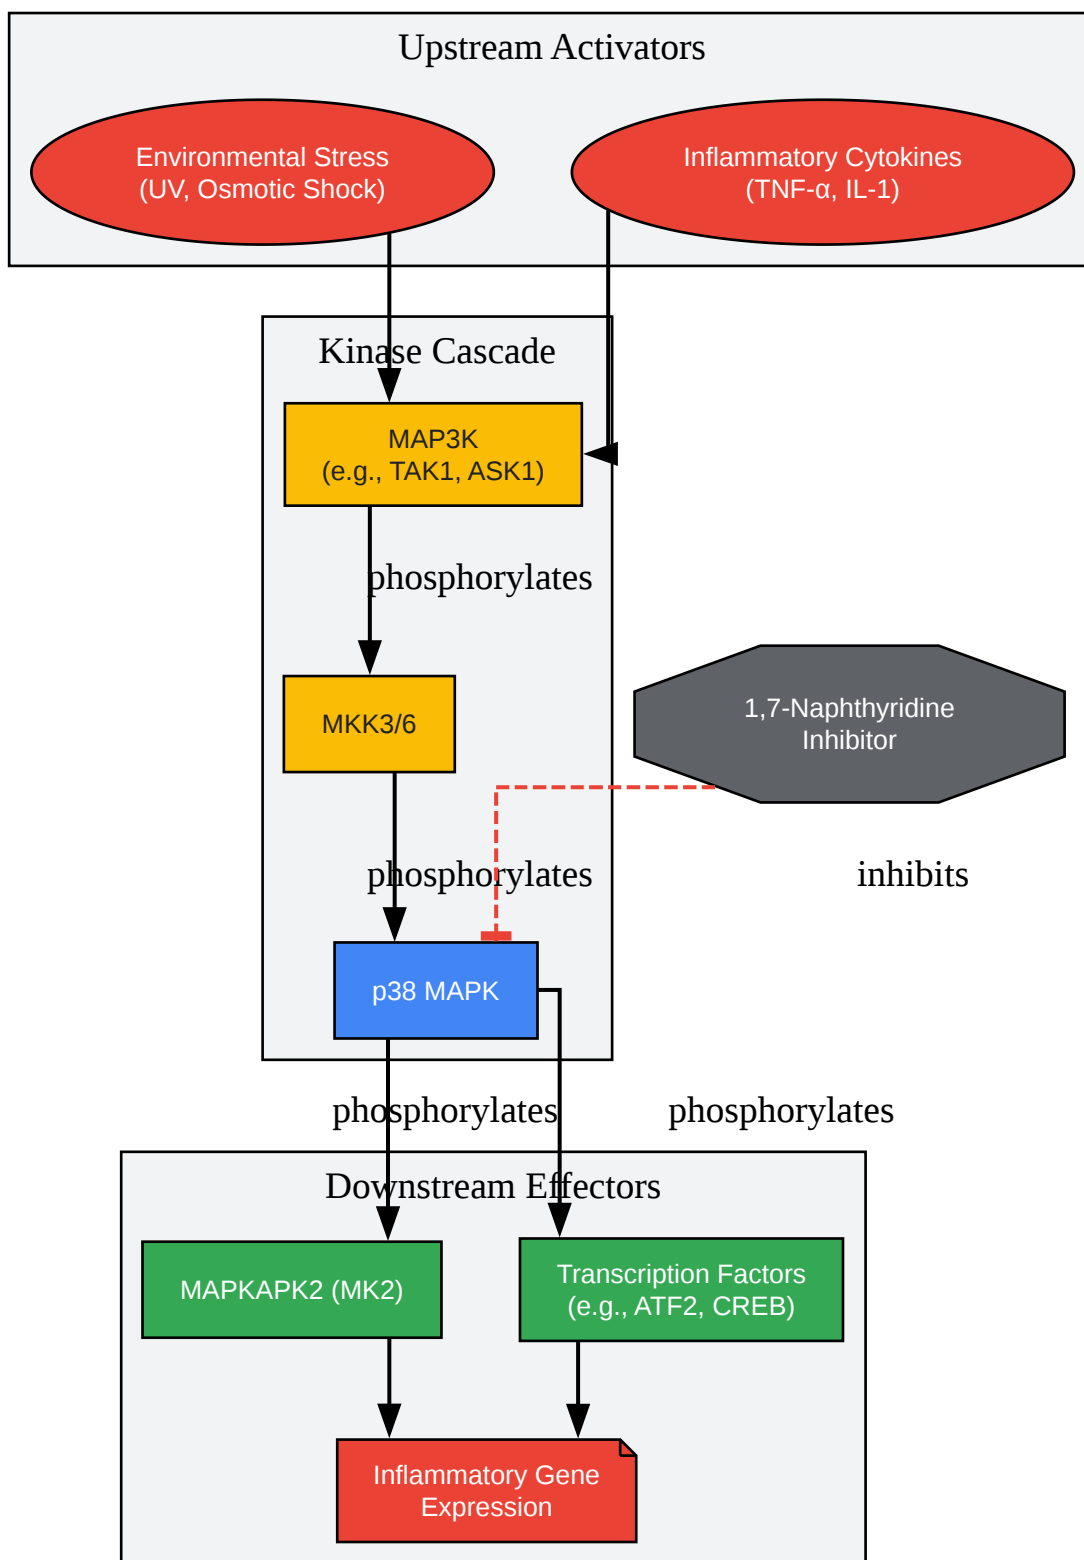 Upstream Activators
Environmental Stress
(UV, Osmotic Shock)
Inflammatory Cytokines
(TNF-α, IL-1)
Kinase Cascade
MAP3K
(e.g., TAK1, ASK1)
phosphorylates
MKK3/6
1,7-Naphthyridine
Inhibitor
phosphorylates
inhibits
p38 MAPK
phosphorylates
phosphorylates
Downstream Effectors
MAPKAPK2 (MK2)
Transcription Factors
(e.g., ATF2, CREB)
Inflammatory Gene
Expression